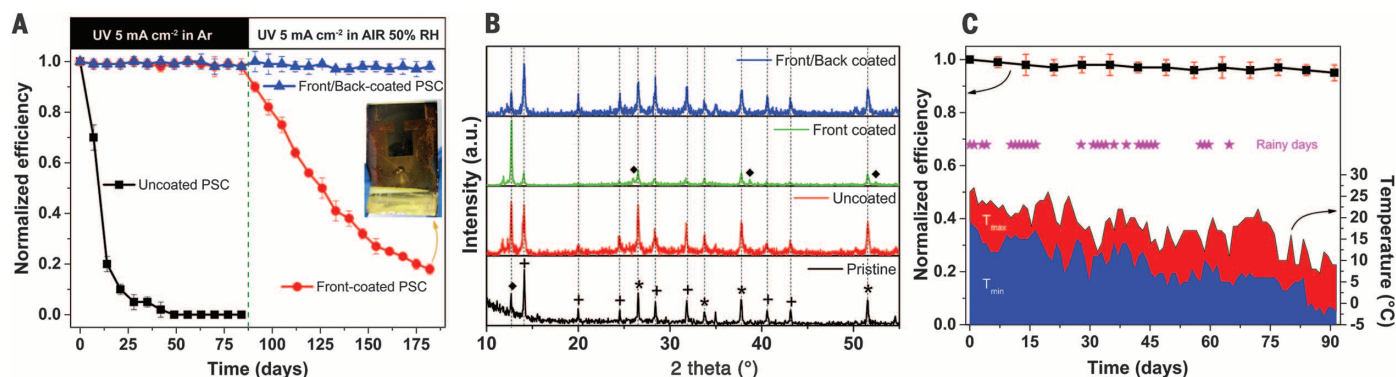 A
UV 5 mA cm⁻² in Ar
UV 5 mA cm⁻² in AIR 50% RH
Normalized efficiency
1.0
0.8
0.6
0.4
0.2
0.0
Front/Back-coated PSC
Uncoated PSC
Front-coated PSC
0 25 50 75 100 125 150 175
Time (days)
B
Intensity (a.u.)
Front/Back coated
Front coated
Uncoated
Pristine
10 20 30 40 50
2 theta (°)
C
Normalized efficiency
1.0
0.8
0.6
0.4
0.2
0.0
Rainy days
Tmax
Tmin
30
25
20
15
10
5
0
-5
Temperature (°C)
0 15 30 45 60 75 90
Time (days)